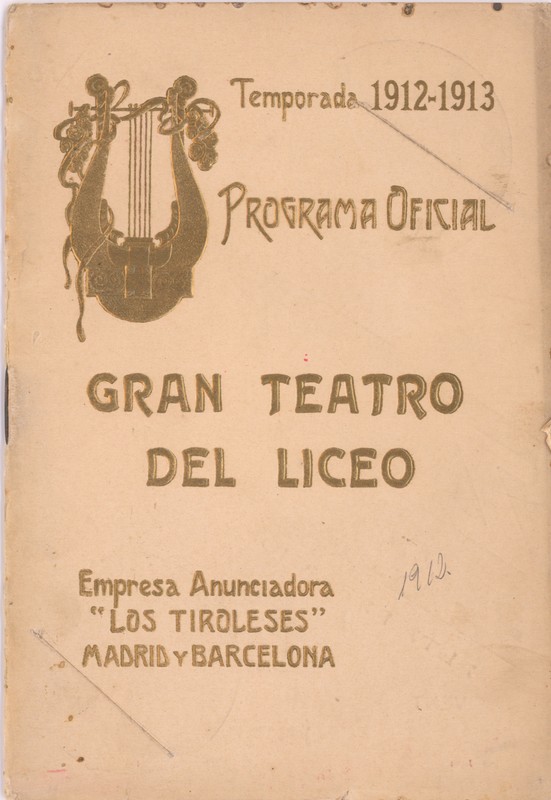 Temporada 1912-1913
PROGRAMA OFICIAL
GRAN TEATRO
DEL LICEO
1912.
Empresa Anunciadora
"LOS TIROLESES"
MADRID Y BARCELONA